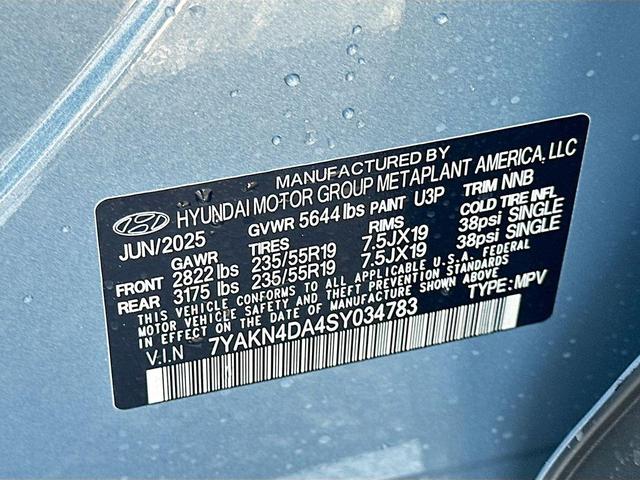 MANUFACTURED BY
HYUNDAI MOTOR GROUP METAPLANT AMERICA, LLC
JUN/2025 GVWR 5644 lbs PAINT U3P TRIM NNB
GAWR TIRES RIMS COLD TIRE INFL
FRONT 2822 lbs 235/55R19 7.5JX19 38psi SINGLE
REAR 3175 lbs 235/55R19 7.5JX19 38psi SINGLE
THIS VEHICLE CONFORMS TO ALL APPLICABLE U.S.A. FEDERAL
MOTOR VEHICLE SAFETY AND THEFT PREVENTION STANDARDS
IN EFFECT ON THE DATE OF MANUFACTURE SHOWN ABOVE
V.I.N 7YAKN4DA4SY034783 TYPE: MPV